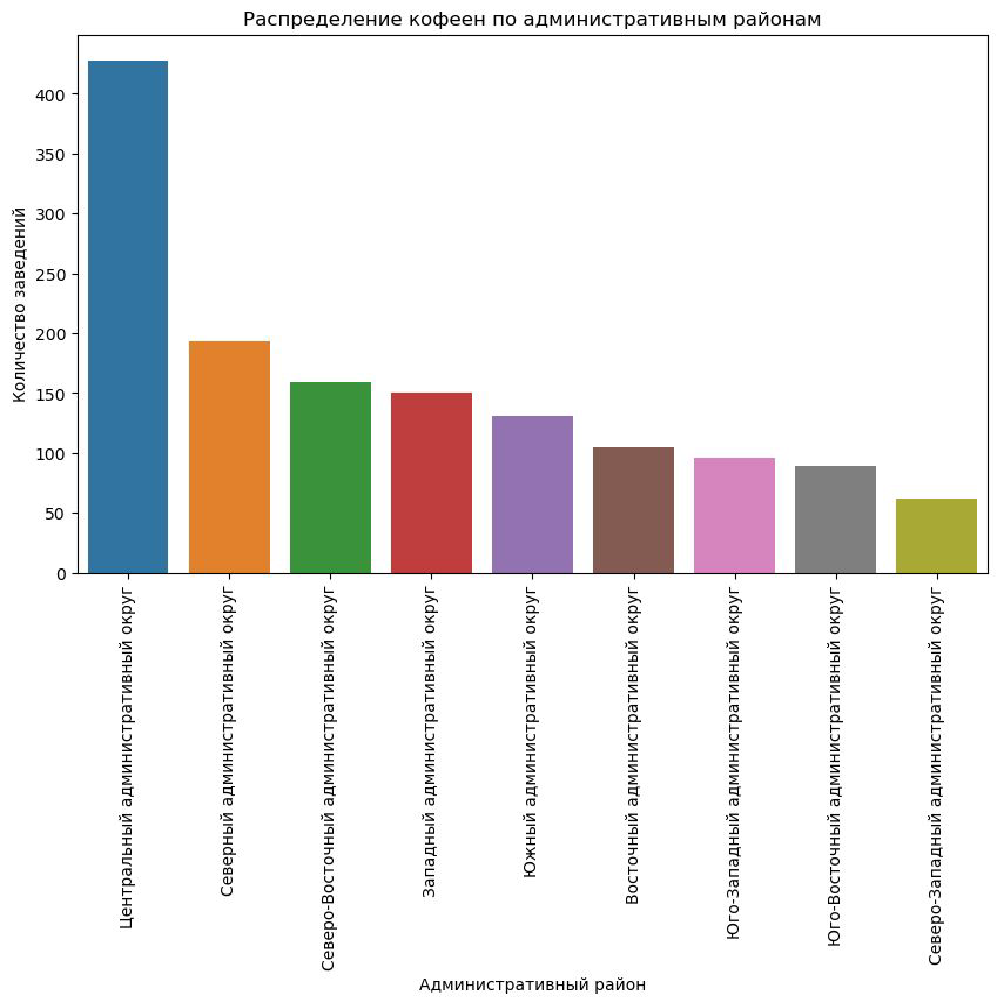 Распределение кофеен по административным районам
Количество заведений
400
350
300
250
200
150
100
50
0
Центральный административный округ
Северный административный округ
Северо-Восточный административный округ
Западный административный округ
Южный административный округ
Восточный административный округ
Юго-Западный административный округ
Юго-Восточный административный округ
Северо-Западный административный округ
Административный район